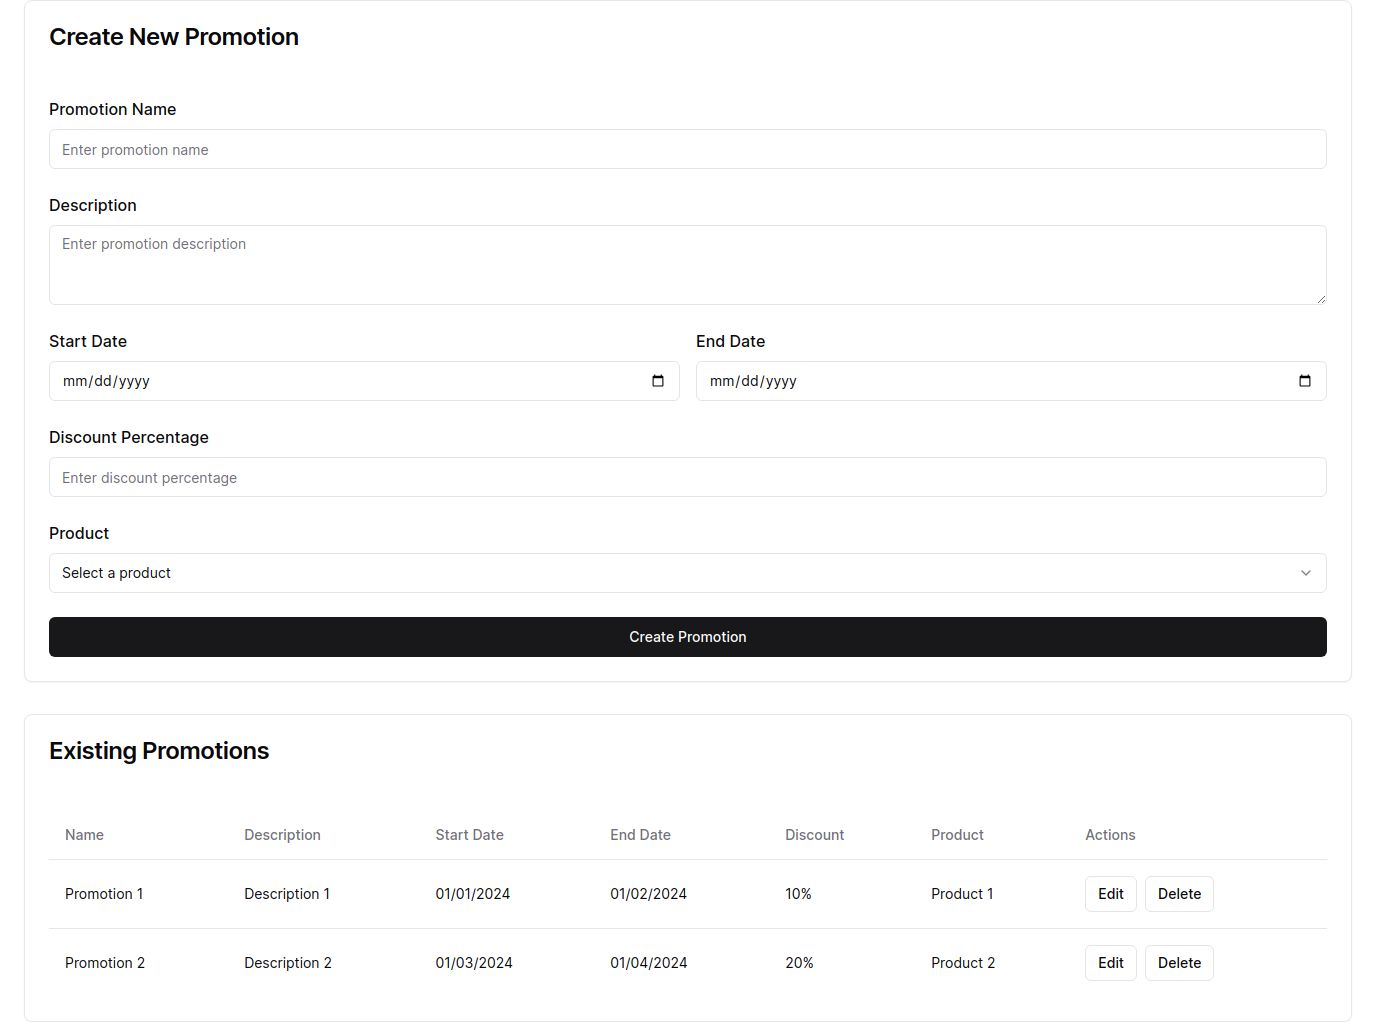 Create New Promotion
Promotion Name
Enter promotion name
Description
Enter promotion description
Start Date End Date
mm/dd/yyyy mm/dd/yyyy
Discount Percentage
Enter discount percentage
Product
Select a product
Create Promotion
Existing Promotions
Name Description Start Date End Date Discount Product Actions
Promotion 1 Description 1 01/01/2024 01/02/2024 10% Product 1 Edit Delete
Promotion 2 Description 2 01/03/2024 01/04/2024 20% Product 2 Edit Delete